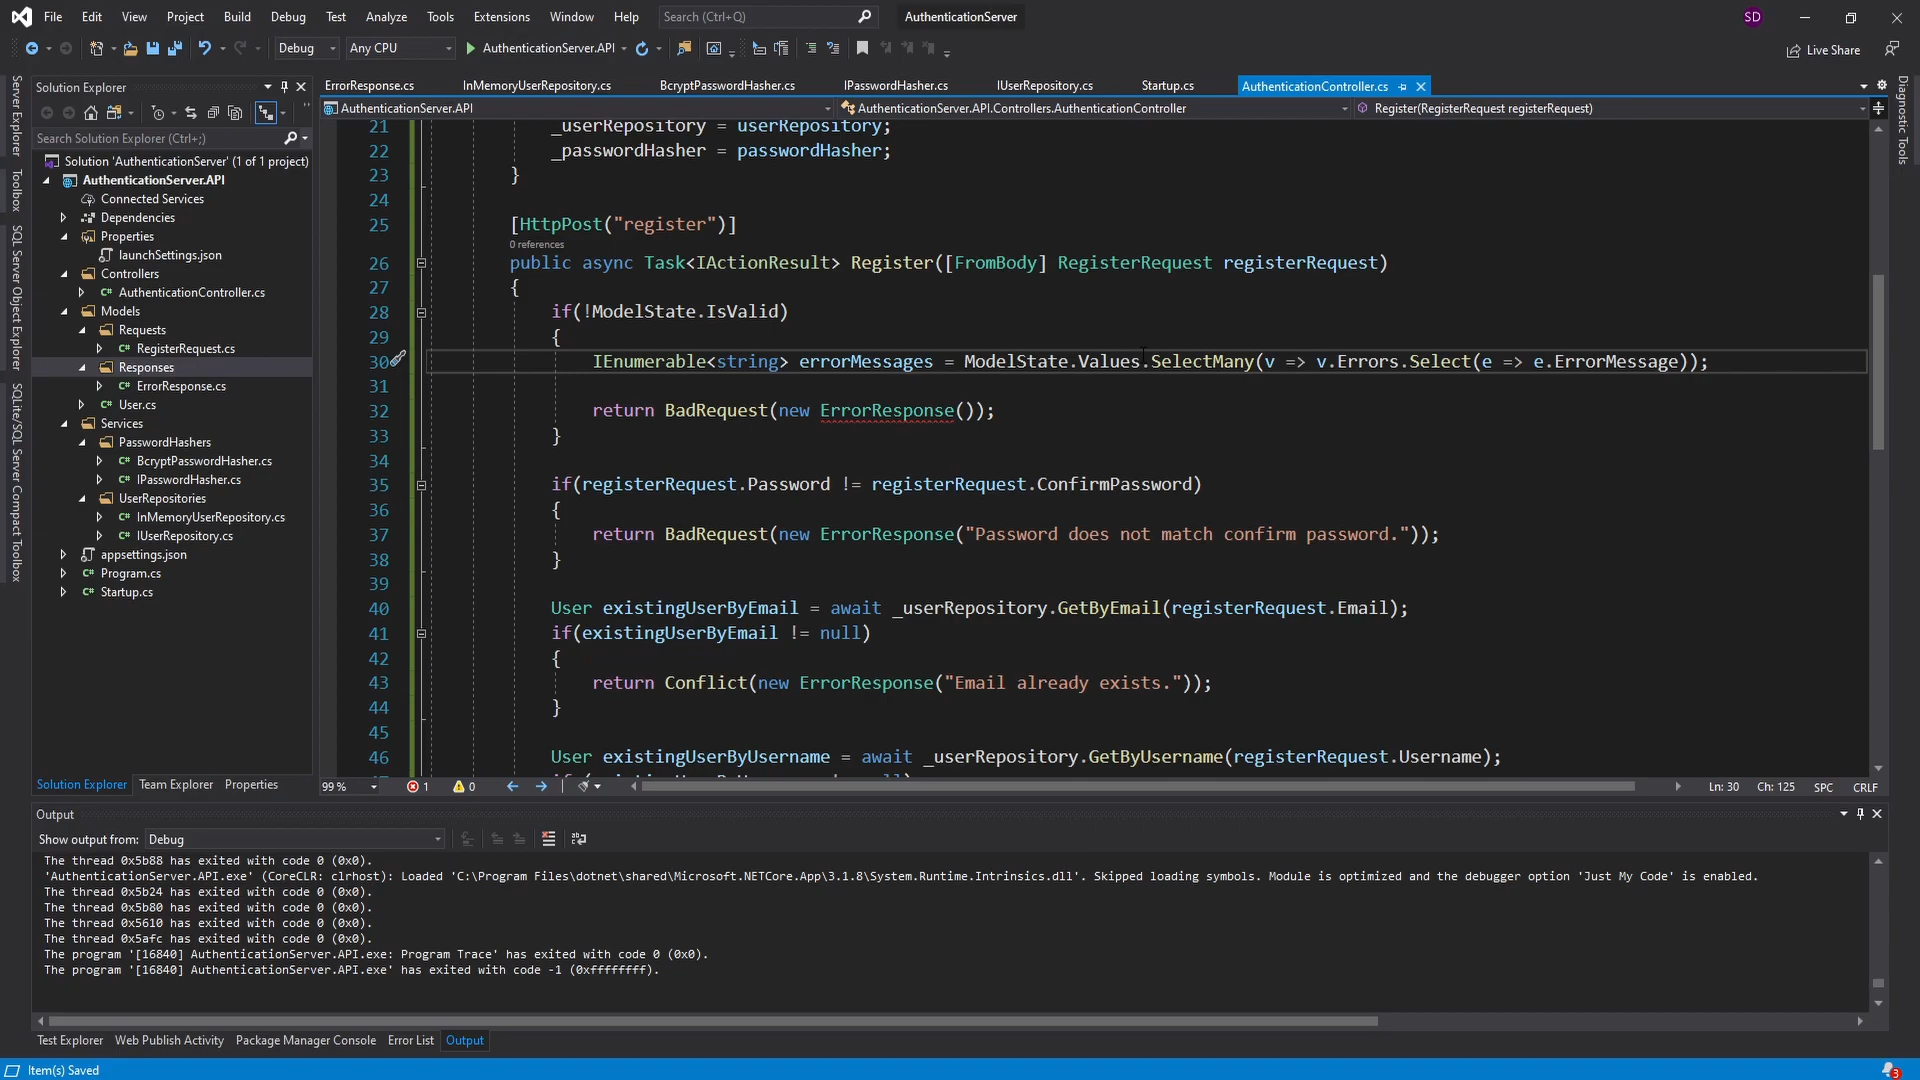 File Edit View Project Build Debug Test Analyze Tools Extensions Window Help Search (Ctrl+Q) AuthenticationServer SD
Debug Any CPU AuthenticationServer.API Live Share
Server Explorer
Toolbox
SQL Server Object Explorer
SQLite/SQL Server Compact Toolbox
Solution Explorer
Search Solution Explorer (Ctrl+;)
Solution 'AuthenticationServer' (1 of 1 project)
AuthenticationServer.API
Connected Services
Dependencies
Properties
launchSettings.json
Controllers
C# AuthenticationController.cs
Models
Requests
C# RegisterRequest.cs
Responses
C# ErrorResponse.cs
C# User.cs
Services
PasswordHashers
C# BcryptPasswordHasher.cs
C# IPasswordHasher.cs
UserRepositories
C# InMemoryUserRepository.cs
C# IUserRepository.cs
appsettings.json
C# Program.cs
C# Startup.cs
Solution Explorer Team Explorer Properties
ErrorResponse.cs InMemoryUserRepository.cs BcryptPasswordHasher.cs IPasswordHasher.cs IUserRepository.cs Startup.cs AuthenticationController.cs
AuthenticationServer.API AuthenticationServer.API.Controllers.AuthenticationController Register(RegisterRequest registerRequest)
21 _userRepository = userRepository;
22 _passwordHasher = passwordHasher;
23 }
24
25 [HttpPost("register")]
0 references
26 public async Task<IActionResult> Register([FromBody] RegisterRequest registerRequest)
27 {
28 if(!ModelState.IsValid)
29 {
30 IEnumerable<string> errorMessages = ModelState.Values.SelectMany(v => v.Errors.Select(e => e.ErrorMessage));
31
32 return BadRequest(new ErrorResponse());
33 }
34
35 if(registerRequest.Password != registerRequest.ConfirmPassword)
36 {
37 return BadRequest(new ErrorResponse("Password does not match confirm password."));
38 }
39
40 User existingUserByEmail = await _userRepository.GetByEmail(registerRequest.Email);
41 if(existingUserByEmail != null)
42 {
43 return Conflict(new ErrorResponse("Email already exists."));
44 }
45
46 User existingUserByUsername = await _userRepository.GetByUsername(registerRequest.Username);
99 % 1 0 Ln: 30 Ch: 125 SPC CRLF
Diagnostic Tools
Output
Show output from: Debug
The thread 0x5b88 has exited with code 0 (0x0).
'AuthenticationServer.API.exe' (CoreCLR: clrhost): Loaded 'C:\Program Files\dotnet\shared\Microsoft.NETCore.App\3.1.8\System.Runtime.Intrinsics.dll'. Skipped loading symbols. Module is optimized and the debugger option 'Just My Code' is enabled.
The thread 0x5b24 has exited with code 0 (0x0).
The thread 0x5b80 has exited with code 0 (0x0).
The thread 0x5610 has exited with code 0 (0x0).
The thread 0x5afc has exited with code 0 (0x0).
The program '[16840] AuthenticationServer.API.exe: Program Trace' has exited with code 0 (0x0).
The program '[16840] AuthenticationServer.API.exe' has exited with code -1 (0xffffffff).
Test Explorer Web Publish Activity Package Manager Console Error List Output
Item(s) Saved 3